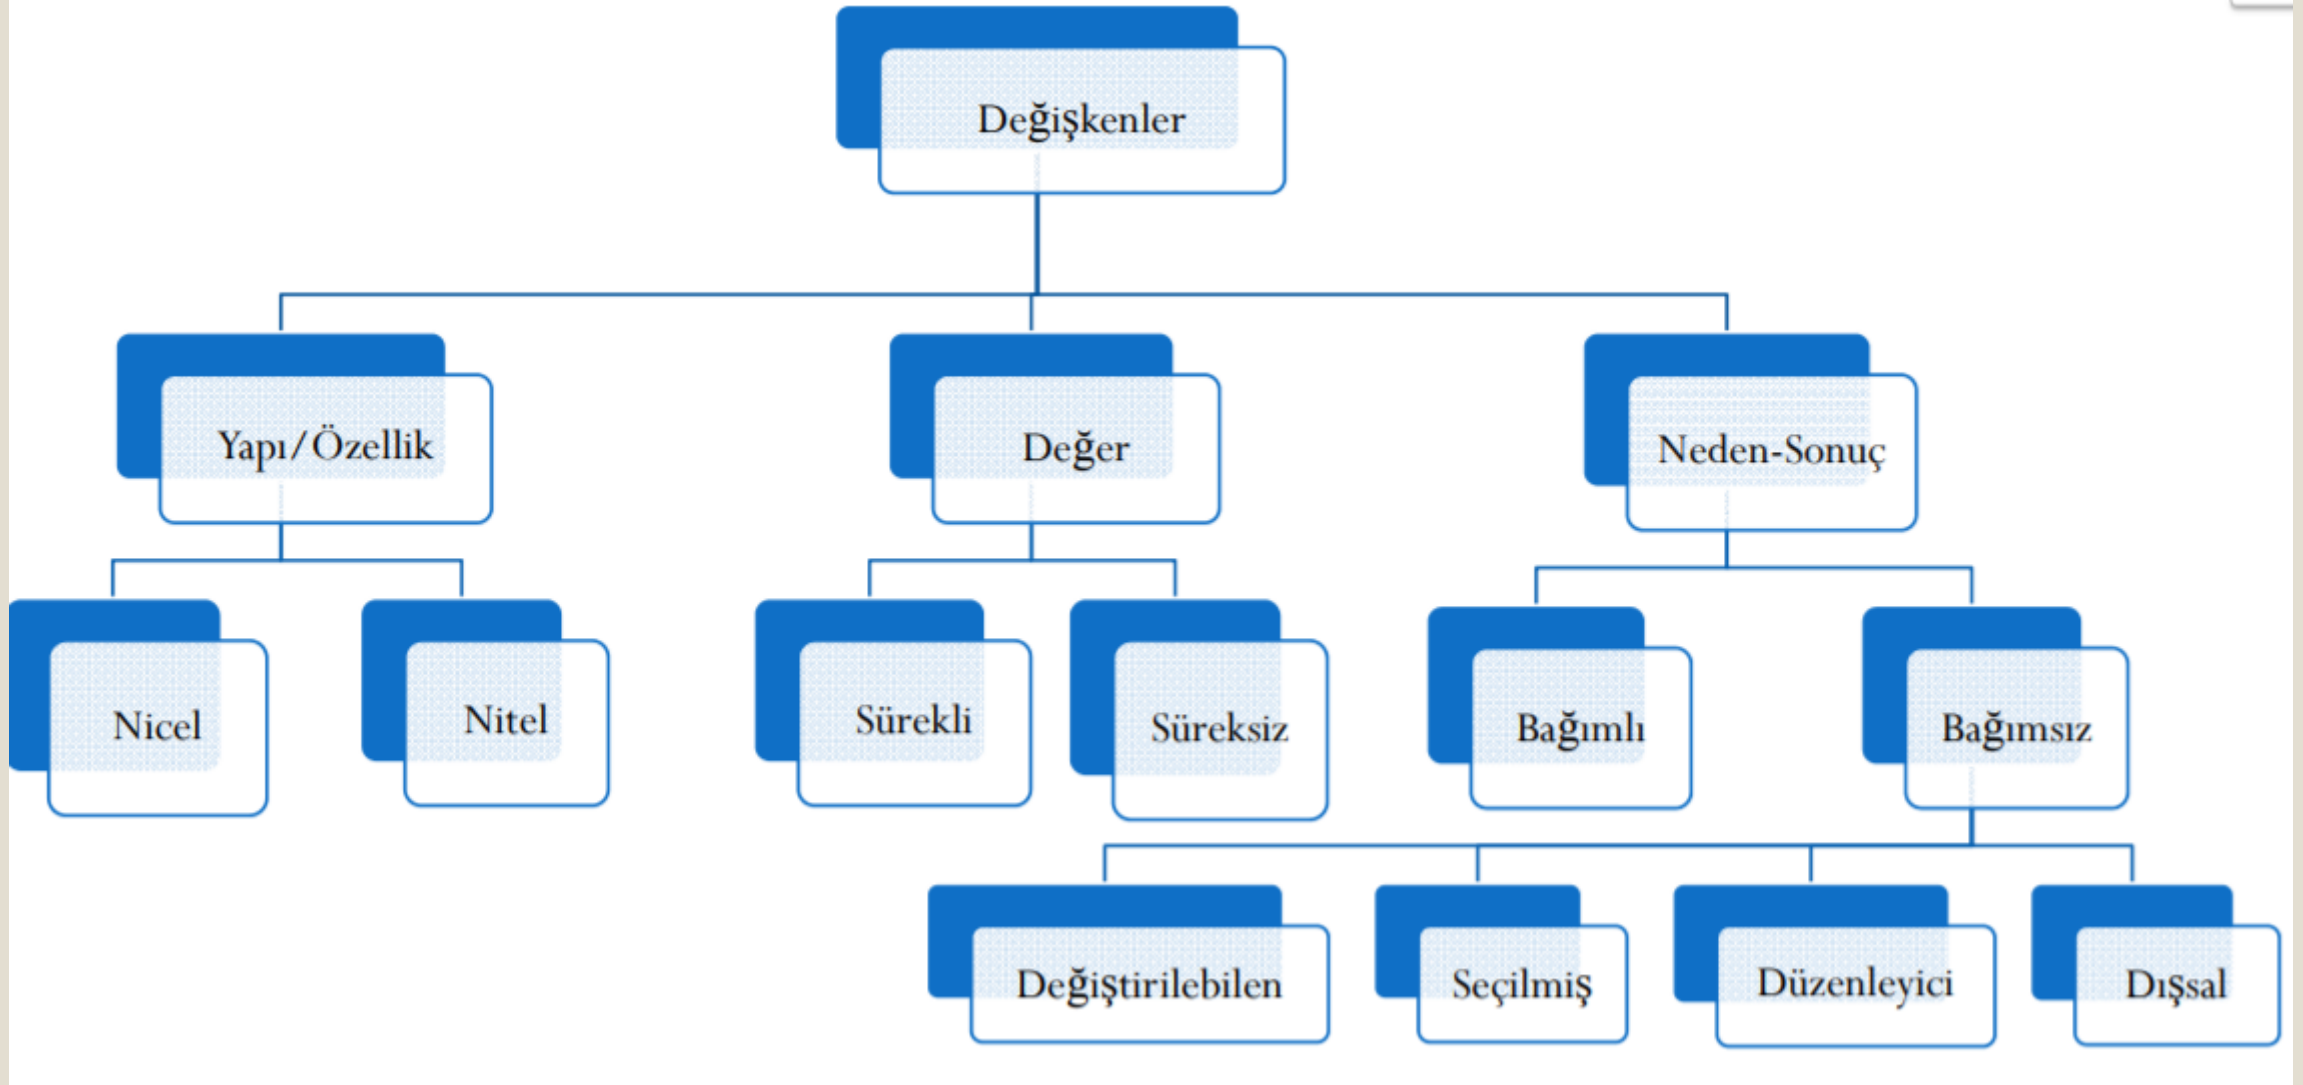 Değişkenler
Yapı/Özellik
Değer
Neden-Sonuç
Nicel
Nitel
Sürekli
Süreksiz
Bağımlı
Bağımsız
Değiştirilebilen
Seçilmiş
Düzenleyici
Dışsal